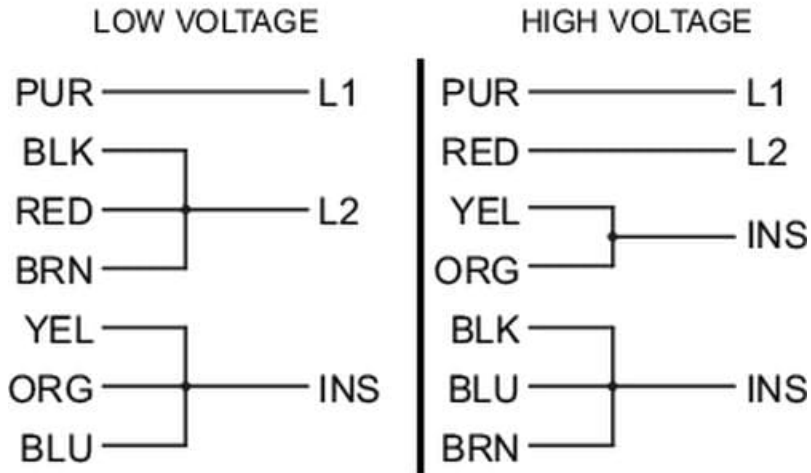 LOW VOLTAGE
PUR L1
BLK
RED L2
BRN
YEL
ORG INS
BLU
HIGH VOLTAGE
PUR L1
RED L2
YEL
INS
ORG
BLK
BLU INS
BRN